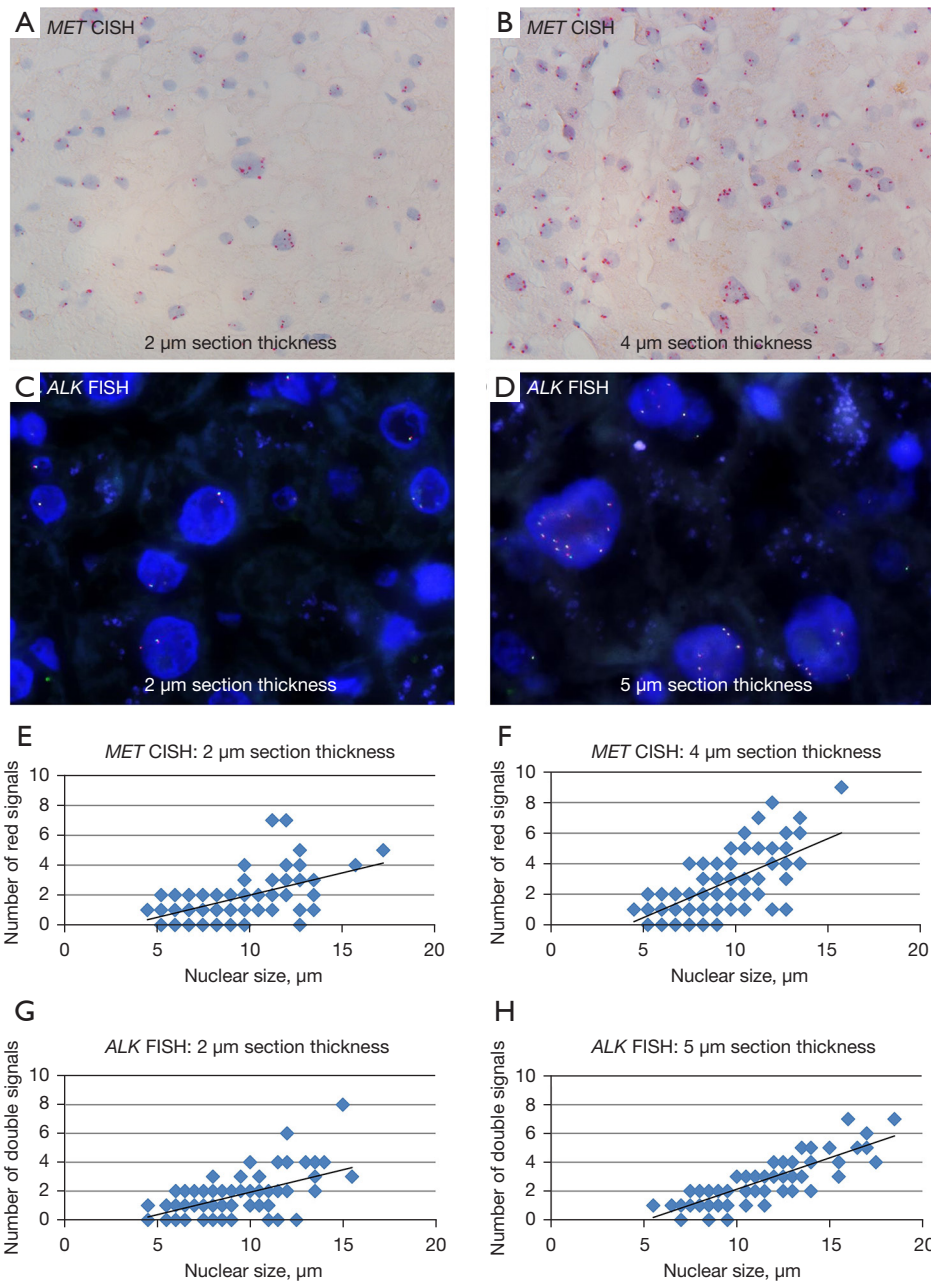 A MET CISH
2 µm section thickness
B MET CISH
4 µm section thickness
C ALK FISH
2 µm section thickness
D ALK FISH
5 µm section thickness
E
MET CISH: 2 µm section thickness
Number of red signals
10
8
6
4
2
0
0 5 10 15 20
Nuclear size, µm
F
MET CISH: 4 µm section thickness
Number of red signals
10
8
6
4
2
0
0 5 10 15 20
Nuclear size, µm
G
ALK FISH: 2 µm section thickness
Number of double signals
10
8
6
4
2
0
0 5 10 15 20
Nuclear size, µm
H
ALK FISH: 5 µm section thickness
Number of double signals
10
8
6
4
2
0
0 5 10 15 20
Nuclear size, µm